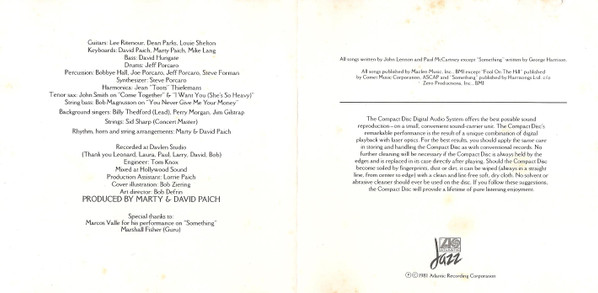 Guitars: Lee Ritenour, Dean Parks, Louie Shelton
Keyboards: David Paich, Marty Paich, Mike Lang
Bass: David Hungate
Drums: Jeff Porcaro
Percussion: Bobbye Hall, Joe Porcaro, Jeff Porcaro, Steve Forman
Synthesizer: Steve Porcaro
Harmonica: Jean "Toots" Thielemans
Tenor sax: John Smith on "Come Together" & "I Want You (She's So Heavy)"
String bass: Bob Magnusson on "You Never Give Me Your Money"
Background singers: Billy Thedford (Lead), Perry Morgan, Jim Gilstrap
Strings: Sid Sharp (Concert Master)
Rhythm, horn and string arrangements: Marty & David Paich
Recorded at Davlen Studio
(Thank you Leonard, Laura, Paul, Larry, David, Bob)
Engineer: Tom Knox
Mixed at Hollywood Sound
Production Assistant: Lorrie Paich
Cover illustration: Bob Ziering
Art director: Bob Defrin
PRODUCED BY MARTY & DAVID PAICH
Special thanks to:
Marcos Valle for his performance on "Something"
Marshall Fisher (Guru)
All songs written by John Lennon and Paul McCartney except "Something" written by George Harrison.
All songs published by Maclen Music, Inc., BMI except "Fool On The Hill" published
by Comet Music Corporation, ASCAP and "Something" published by Harrisongs Ltd. c/o
Zero Productions, Inc., BMI
The Compact Disc Digital Audio System offers the best possible sound
reproduction—on a small, convenient sound-carrier unit. The Compact Disc's
remarkable performance is the result of a unique combination of digital
playback with laser optics. For the best results, you should apply the same care
in storing and handling the Compact Disc as with conventional records. No
further cleaning will be necessary if the Compact Disc is always held by the
edges and is replaced in its case directly after playing. Should the Compact Disc
become soiled by fingerprints, dust or dirt, it can be wiped (always in a straight
line, from center to edge) with a clean and lint-free soft, dry cloth. No solvent or
abrasive cleaner should ever be used on the disc. If you follow these suggestions,
the Compact Disc will provide a lifetime of pure listening enjoyment.
Jazz
℗ © 1981 Atlantic Recording Corporation